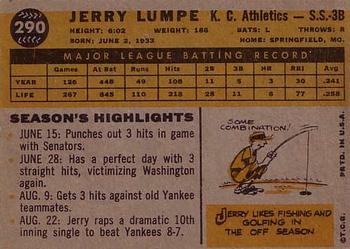 290
JERRY LUMPE K. C. Athletics — S.S.-3B
HEIGHT: 6:02 WEIGHT: 186 BATS: L THROWS: R
BORN: JUNE 2, 1933 HOME: SPRINGFIELD, MO.
MAJOR LEAGUE BATTING RECORD
Games At Bat Runs Hits 2B 3B HR RBI Avg.
YEAR 126 448 49 108 11 5 3 30 .241
LIFE 267 845 110 218 25 11 6 77 .258
SEASON'S HIGHLIGHTS
JUNE 15: Punches out 3 hits in game
with Senators.
JUNE 28: Has a perfect day with 3
straight hits, victimizing Washington
again.
AUG. 9: Gets 3 hits against old Yankee
teammates.
AUG. 22: Jerry raps a dramatic 10th
inning single to beat Yankees 8-7.
SOME
COMBINATION!
JERRY LIKES FISHING AND
GOLFING IN
THE OFF SEASON
©T.C.G. PRTD. IN U.S.A.